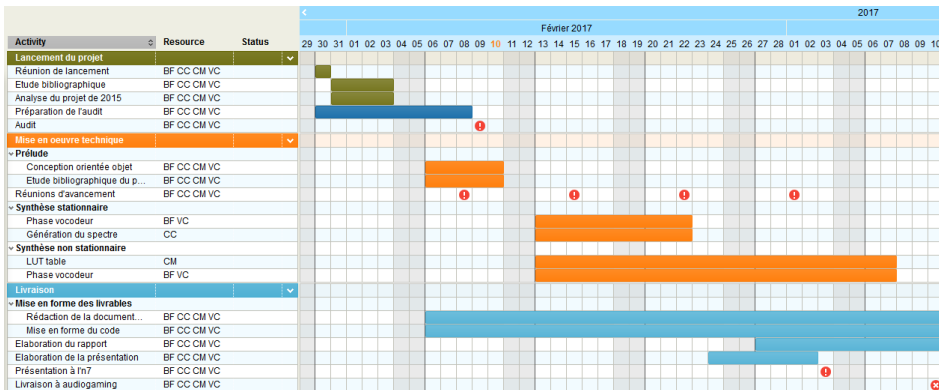 2017
Février 2017
Activity Resource Status 29 30 31 01 02 03 04 05 06 07 08 09 10 11 12 13 14 15 16 17 18 19 20 21 22 23 24 25 26 27 28 01 02 03 04 05 06 07 08 09 10
Lancement du projet
Réunion de lancement BF CC CM VC
Etude bibliographique BF CC CM VC
Analyse du projet de 2015 BF CC CM VC
Préparation de l'audit BF CC CM VC
Audit BF CC CM VC
Mise en oeuvre technique
Prélude
Conception orientée objet BF CC CM VC
Etude bibliographique du p... BF CC CM VC
Réunions d'avancement BF CC CM VC
Synthèse stationnaire
Phase vocodeur BF VC
Génération du spectre CC
Synthèse non stationnaire
LUT table CM
Phase vocodeur BF VC
Livraison
Mise en forme des livrables
Rédaction de la document... BF CC CM VC
Mise en forme du code BF CC CM VC
Elaboration du rapport BF CC CM VC
Elaboration de la présentation BF CC CM VC
Présentation à l'n7 BF CC CM VC
Livraison à audiogaming BF CC CM VC